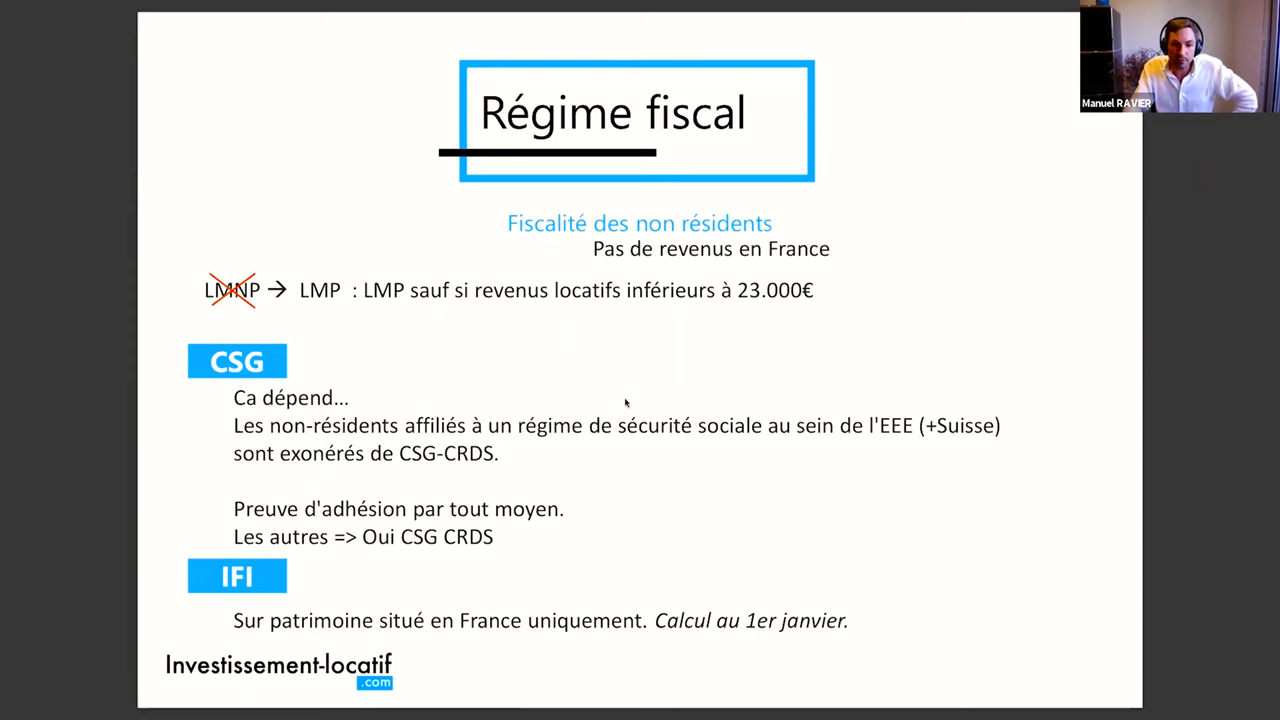 Régime fiscal
Manuel RAVIER
Fiscalité des non résidents
Pas de revenus en France
LMNP → LMP : LMP sauf si revenus locatifs inférieurs à 23.000€
CSG
Ca dépend...
Les non-résidents affiliés à un régime de sécurité sociale au sein de l'EEE (+Suisse)
sont exonérés de CSG-CRDS.
Preuve d'adhésion par tout moyen.
Les autres => Oui CSG CRDS
IFI
Sur patrimoine situé en France uniquement. Calcul au 1er janvier.
Investissement-locatif
.com